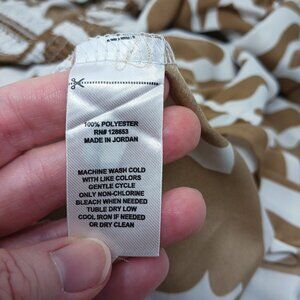 100% POLYESTER
RN# 128653
MADE IN JORDAN
MACHINE WASH COLD
WITH LIKE COLORS
GENTLE CYCLE
ONLY NON-CHLORINE
BLEACH WHEN NEEDED
TUBLE DRY LOW
COOL IRON IF NEEDED
OR DRY CLEAN